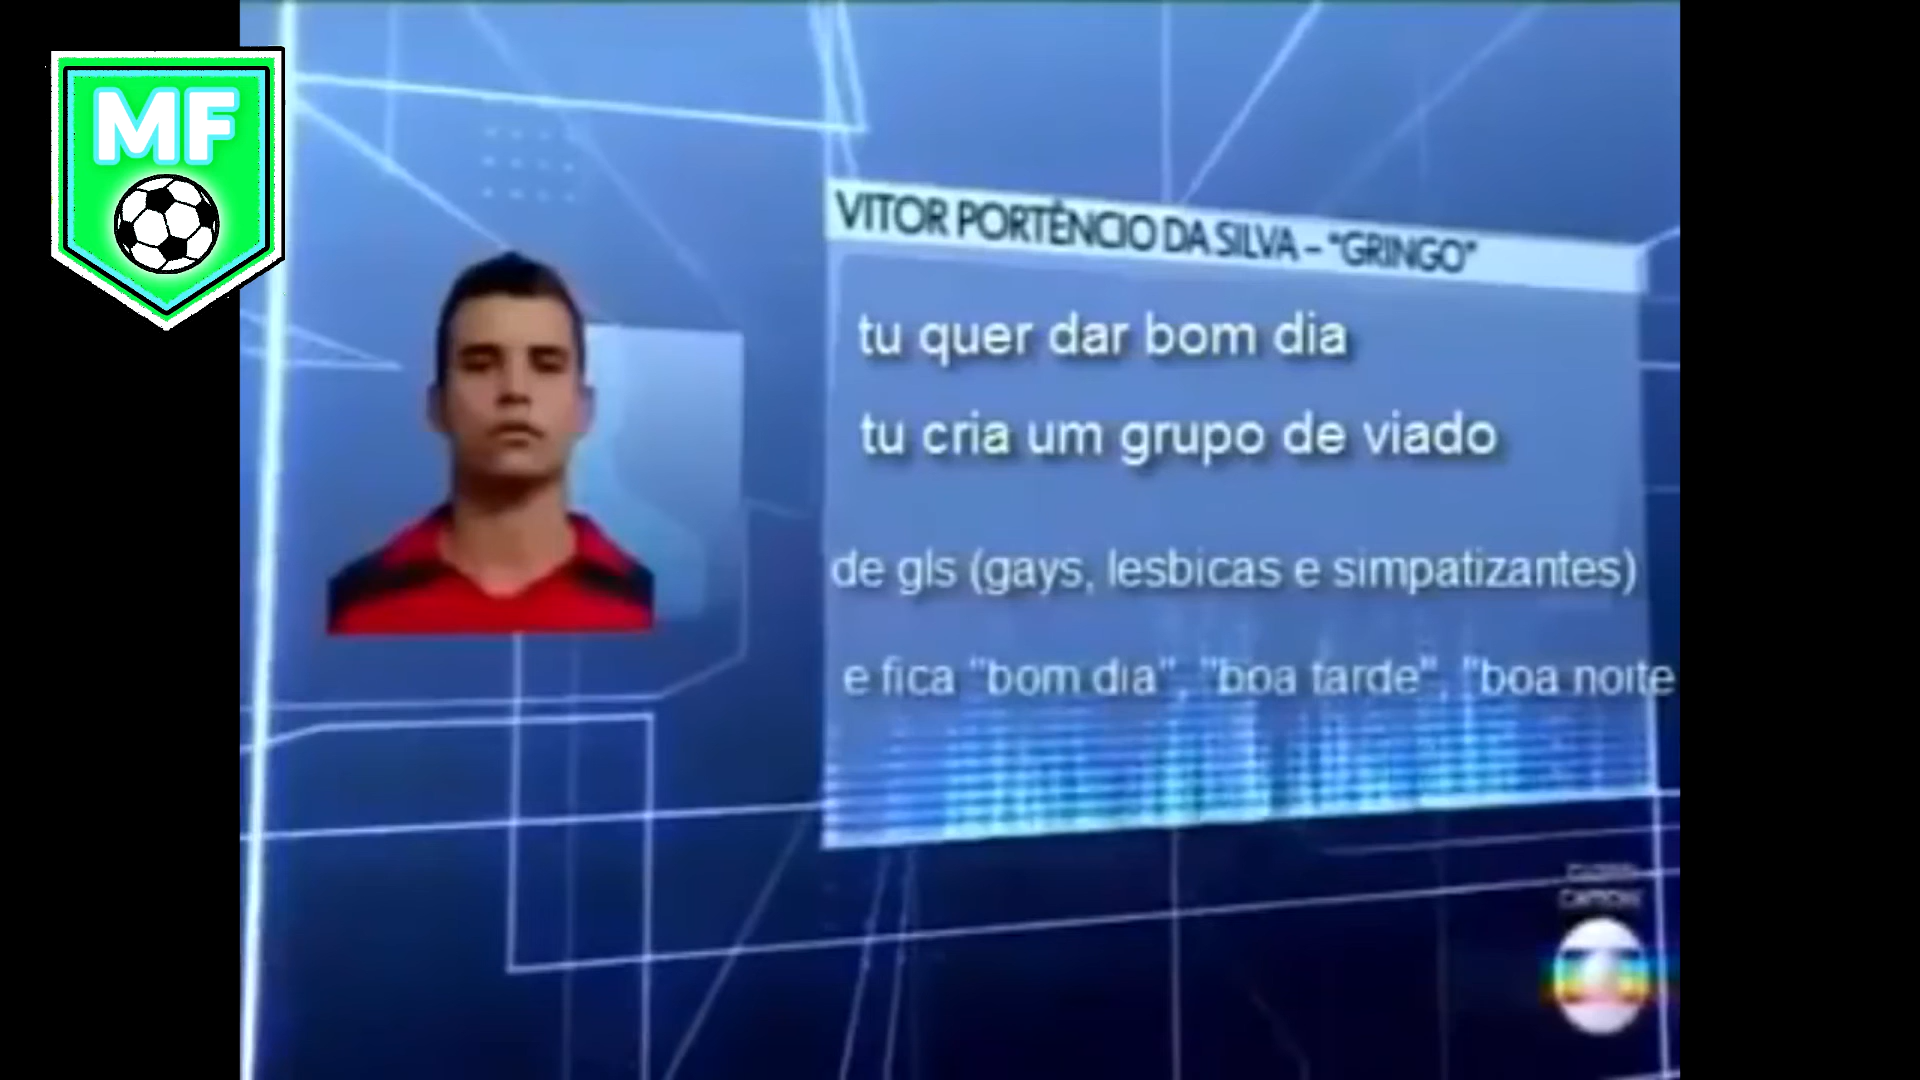 MF
VITOR PORTÊNCIO DA SILVA – "GRINGO"
tu quer dar bom dia
tu cria um grupo de viado
de gls (gays, lesbicas e simpatizantes)
e fica "bom dia", "boa tarde", "boa noite